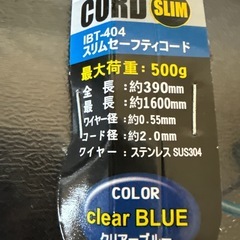 CORD SLIM
IBT-404
スリムセーフティコード
最大荷重：500g
全長：約390mm
最長：約1600mm
ワイヤー径：約0.55mm
コード径：約2.0mm
ワイヤー：ステンレス SUS304
COLOR
clear BLUE
クリアーブルー